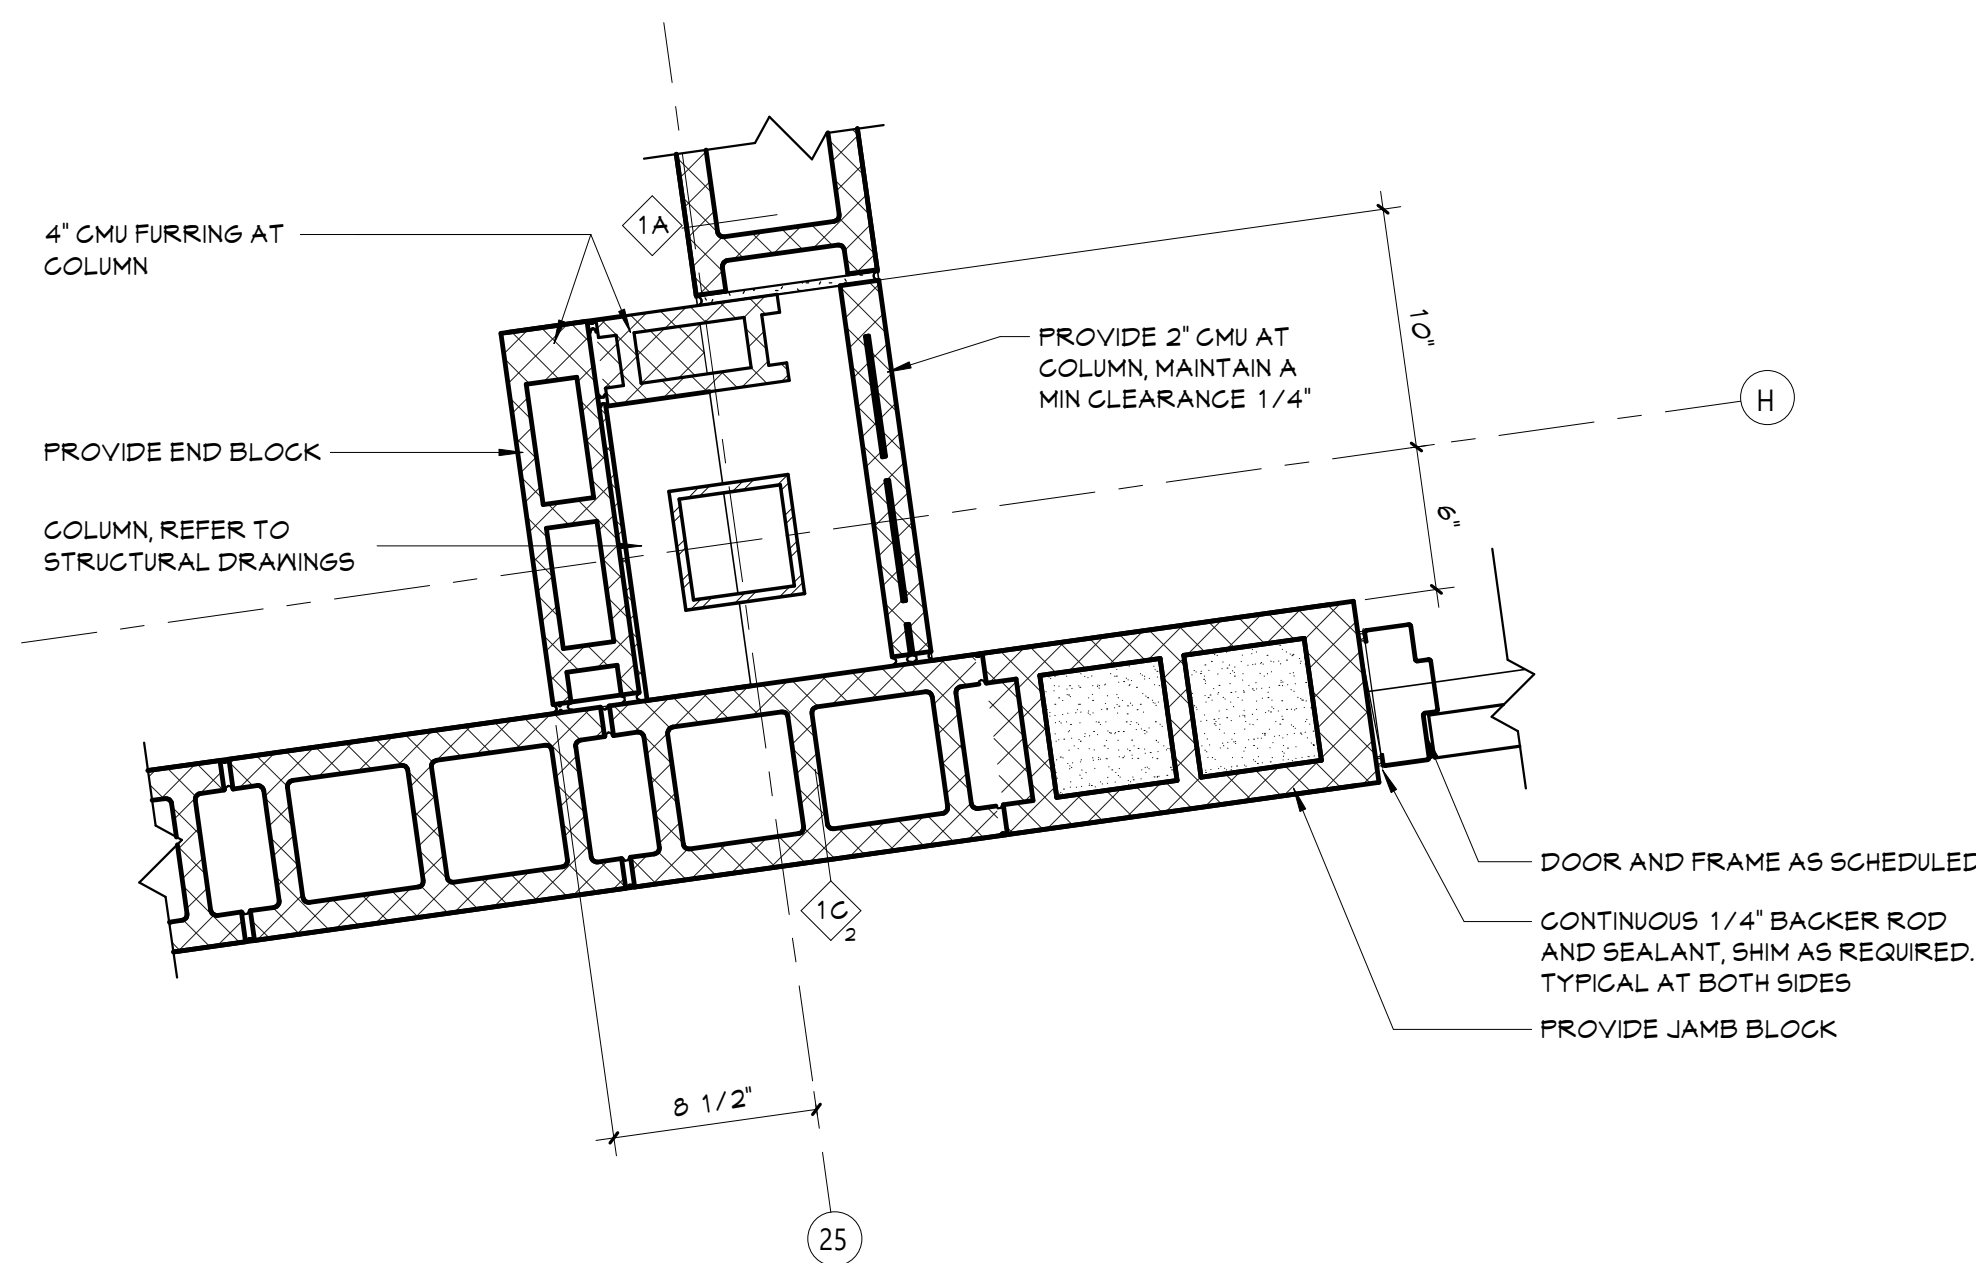 1A
4" CMU FURRING AT
COLUMN
10"
PROVIDE 2" CMU AT
COLUMN, MAINTAIN A
MIN CLEARANCE 1/4"
H
PROVIDE END BLOCK
COLUMN, REFER TO
STRUCTURAL DRAWINGS
6"
DOOR AND FRAME AS SCHEDULED
1C
2
CONTINUOUS 1/4" BACKER ROD
AND SEALANT, SHIM AS REQUIRED.
TYPICAL AT BOTH SIDES
PROVIDE JAMB BLOCK
8 1/2"
25